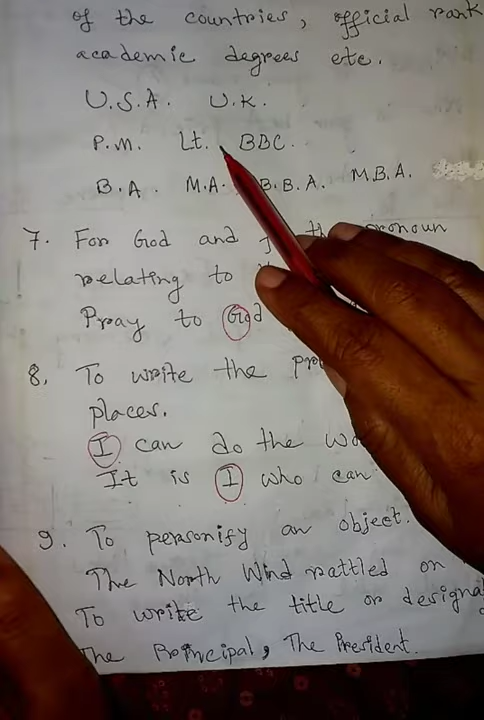 of the countries, official rank
academic degrees etc.
U.S.A. U.K.
P.M. Lt. BBC.
B.A. M.A. B.B.A. M.B.A.
7. For God and pronoun
relating to
Pray to God
8. To write the
places.
I can do the
It is I who can
9. To personify an object.
The North Wind rattled on
To write the title or
The Principal, The President.